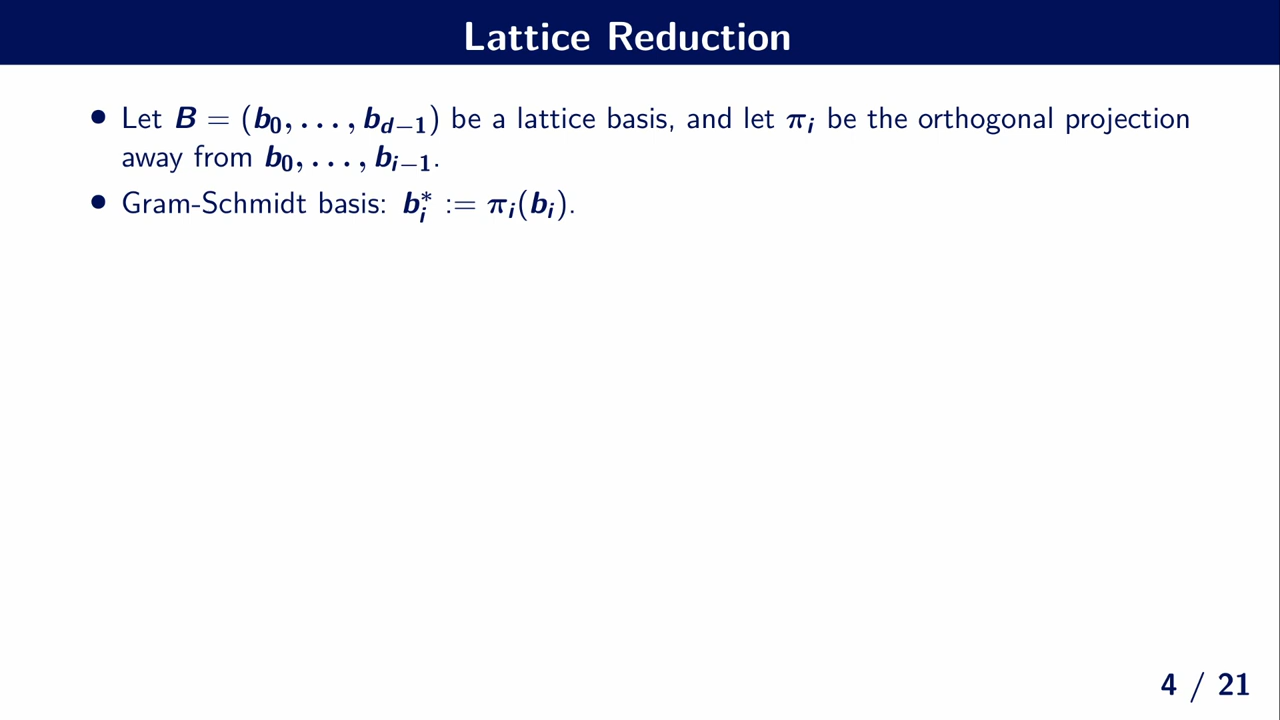 Lattice Reduction
• Let B = (b₀, . . . , b_{d−1}) be a lattice basis, and let π_i be the orthogonal projection
away from b₀, . . . , b_{i−1}.
• Gram-Schmidt basis: b_i^* := π_i(b_i).
4 / 21